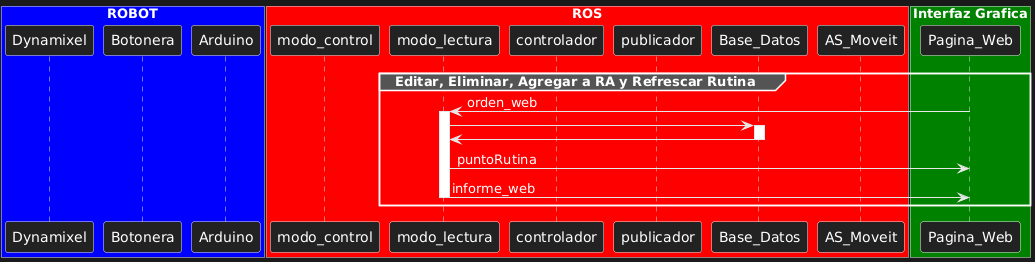 ROBOT
ROS
Interfaz Grafica
Dynamixel
Botonera
Arduino
modo_control
modo_lectura
controlador
publicador
Base_Datos
AS_Moveit
Pagina_Web
Editar, Eliminar, Agregar a RA y Refrescar Rutina
orden_web
puntoRutina
informe_web
Dynamixel
Botonera
Arduino
modo_control
modo_lectura
controlador
publicador
Base_Datos
AS_Moveit
Pagina_Web